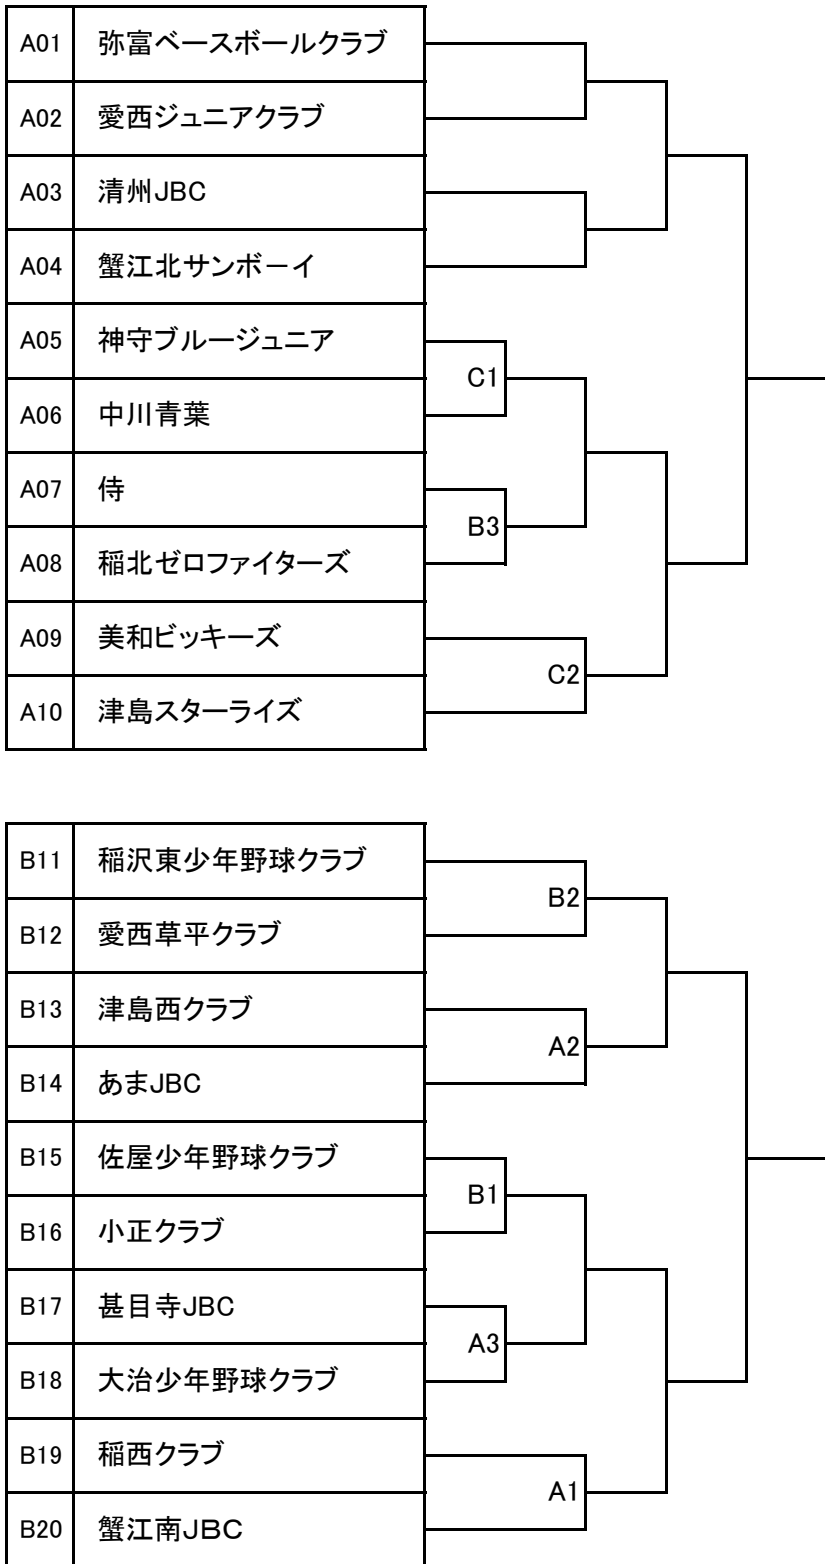 A01 弥富ベースボールクラブ
A02 愛西ジュニアクラブ
A03 清州JBC
A04 蟹江北サンボーイ
A05 神守ブルージュニア
C1
A06 中川青葉
A07 侍
B3
A08 稲北ゼロファイターズ
A09 美和ビッキーズ
C2
A10 津島スターライズ
B11 稲沢東少年野球クラブ
B2
B12 愛西草平クラブ
B13 津島西クラブ
A2
B14 あまJBC
B15 佐屋少年野球クラブ
B1
B16 小正クラブ
B17 甚目寺JBC
A3
B18 大治少年野球クラブ
B19 稲西クラブ
A1
B20 蟹江南JBC